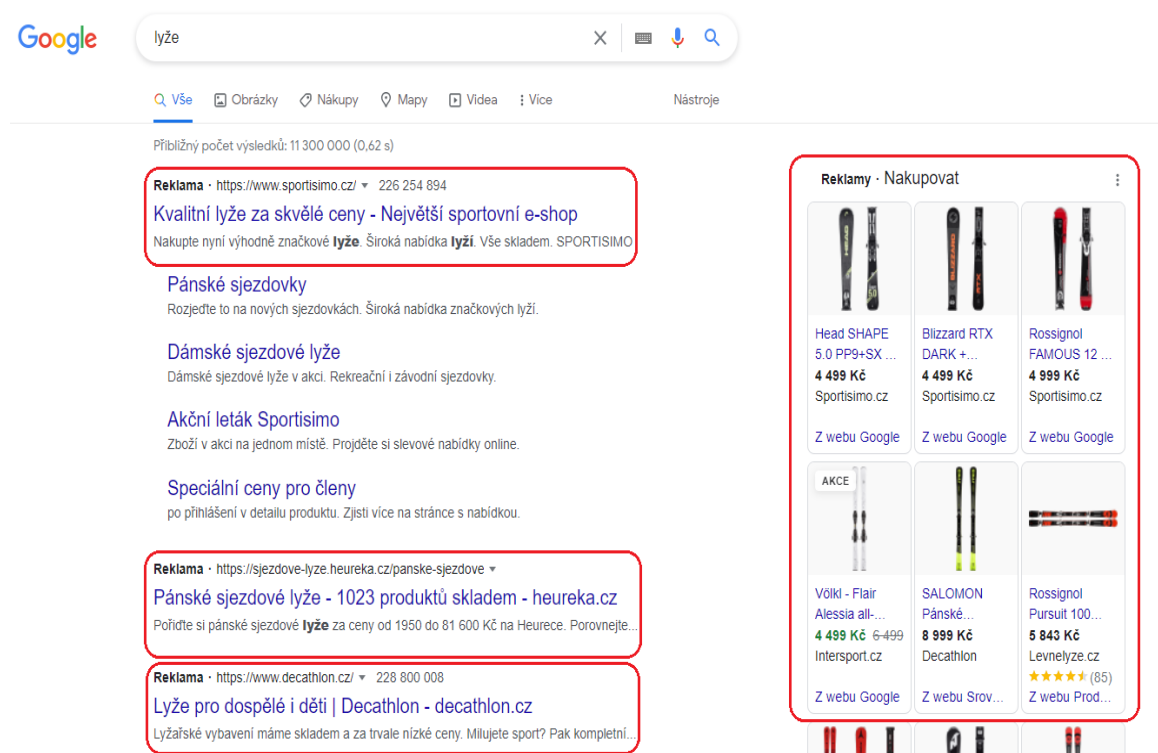 Google
lyže
Vše Obrázky Nákupy Mapy Videa Více Nástroje
Přibližný počet výsledků: 11 300 000 (0,62 s)
Reklama · https://www.sportisimo.cz/ 226 254 894
Kvalitní lyže za skvělé ceny - Největší sportovní e-shop
Nakupte nyní výhodně značkové lyže. Široká nabídka lyží. Vše skladem. SPORTISIMO
Pánské sjezdovky
Rozjeďte to na nových sjezdovkách. Široká nabídka značkových lyží.
Dámské sjezdové lyže
Dámské sjezdové lyže v akci. Rekreační i závodní sjezdovky.
Akční leták Sportisimo
Zboží v akci na jednom místě. Projděte si slevové nabídky online.
Speciální ceny pro členy
po přihlášení v detailu produktu. Zjisti více na stránce s nabídkou.
Reklama · https://sjezdove-lyze.heureka.cz/panske-sjezdove
Pánské sjezdové lyže - 1023 produktů skladem - heureka.cz
Pořiďte si pánské sjezdové lyže za ceny od 1950 do 81 600 Kč na Heurece. Porovnejte...
Reklama · https://www.decathlon.cz/ 228 800 008
Lyže pro dospělé i děti | Decathlon - decathlon.cz
Lyžařské vybavení máme skladem a za trvale nízké ceny. Milujete sport? Pak kompletní...
Reklamy · Nakupovat
HEAD
BLIZZARD
RTX
Head SHAPE
5.0 PP9+SX ...
4 499 Kč
Sportisimo.cz
Z webu Google
Blizzard RTX
DARK +...
4 499 Kč
Sportisimo.cz
Z webu Google
Rossignol
FAMOUS 12 ...
4 999 Kč
Sportisimo.cz
Z webu Google
AKCE
Völkl - Flair
Alessia all-...
4 499 Kč 6 499
Intersport.cz
Z webu Google
SALOMON
Pánské...
8 999 Kč
Decathlon
Z webu Srov...
Rossignol
Pursuit 100...
5 843 Kč
Levnelyze.cz
(85)
Z webu Prod...